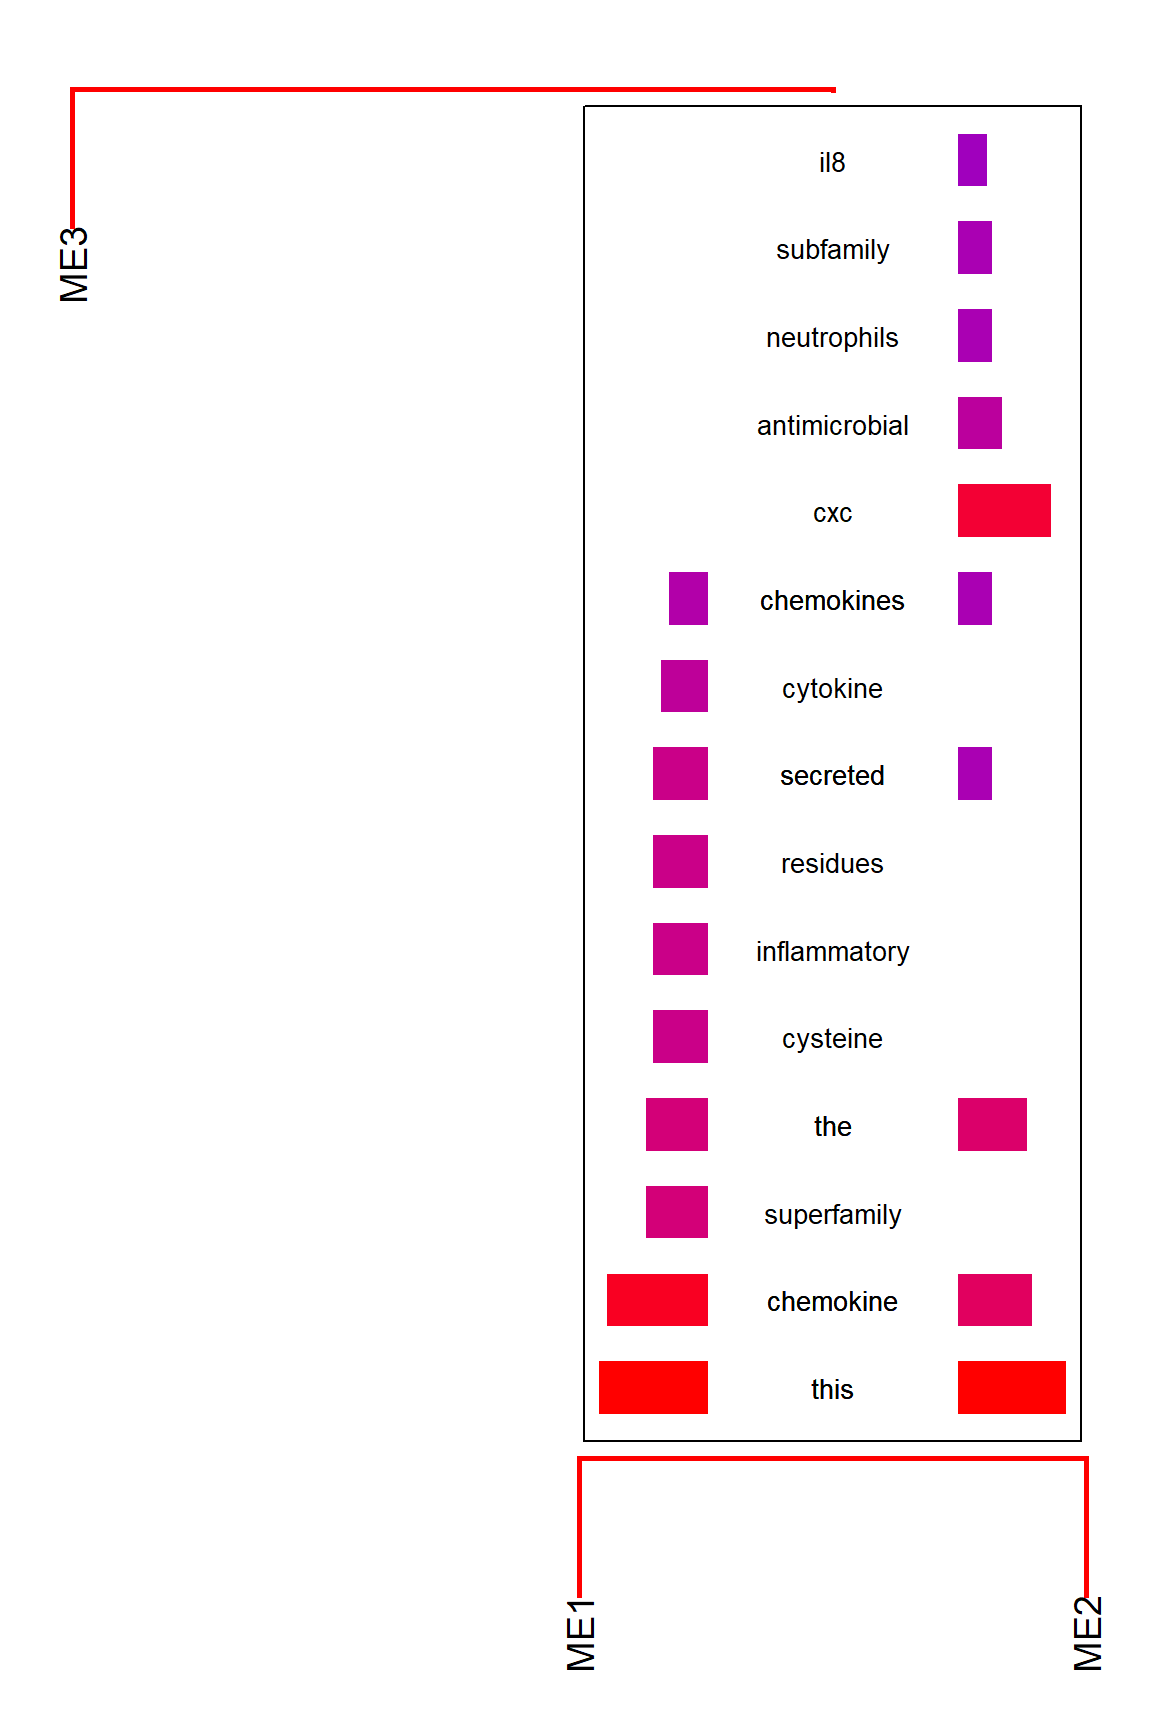 ME3
il8
subfamily
neutrophils
antimicrobial
cxc
chemokines
cytokine
secreted
residues
inflammatory
cysteine
the
superfamily
chemokine
this
ME1
ME2